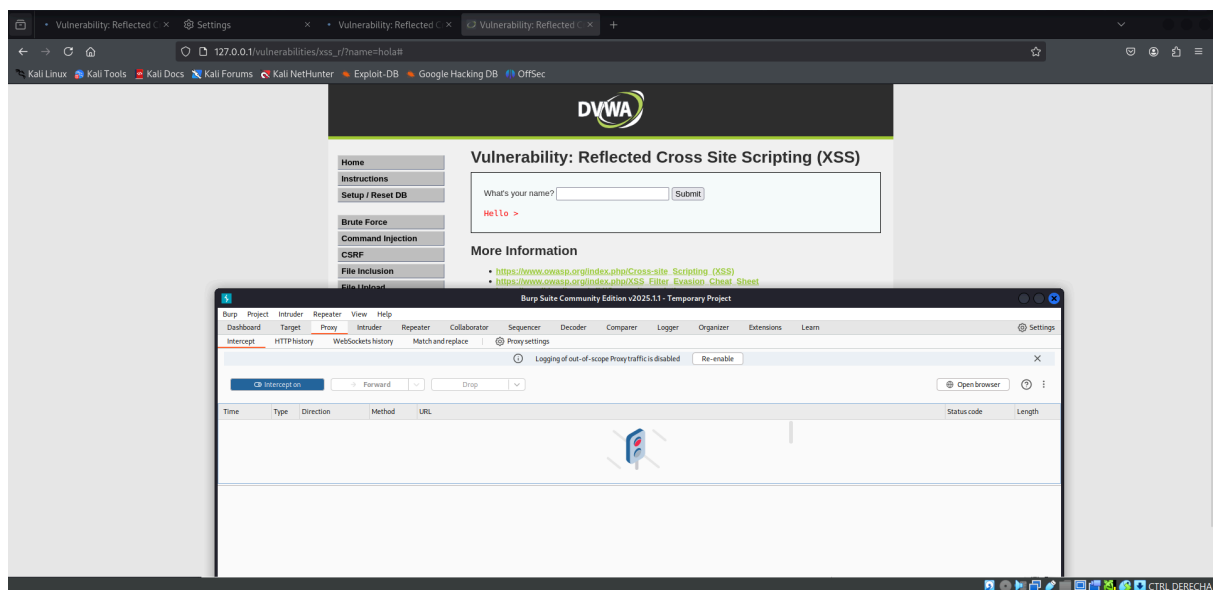 Vulnerability: Reflected C
Settings
Vulnerability: Reflected C
Vulnerability: Reflected C
127.0.0.1/vulnerabilities/xss_r/?name=hola#
Kali Linux Kali Tools Kali Docs Kali Forums Kali NetHunter Exploit-DB Google Hacking DB OffSec
DVWA
Vulnerability: Reflected Cross Site Scripting (XSS)
Home
Instructions
Setup / Reset DB
What's your name? Submit
Hello >
Brute Force
Command Injection
CSRF
File Inclusion
File Upload
More Information
https://www.owasp.org/index.php/Cross-site_Scripting_(XSS)
https://www.owasp.org/index.php/XSS_Filter_Evasion_Cheat_Sheet
Burp Suite Community Edition v2025.1.1 - Temporary Project
Burp Project Intruder Repeater View Help
Dashboard Target Proxy Intruder Repeater Collaborator Sequencer Decoder Comparer Logger Organizer Extensions Learn Settings
Intercept HTTP history WebSockets history Match and replace Proxy settings
Logging of out-of-scope Proxy traffic is disabled Re-enable
Intercept on Forward Drop Open browser
Time Type Direction Method URL Status code Length
CTRL DERECHA